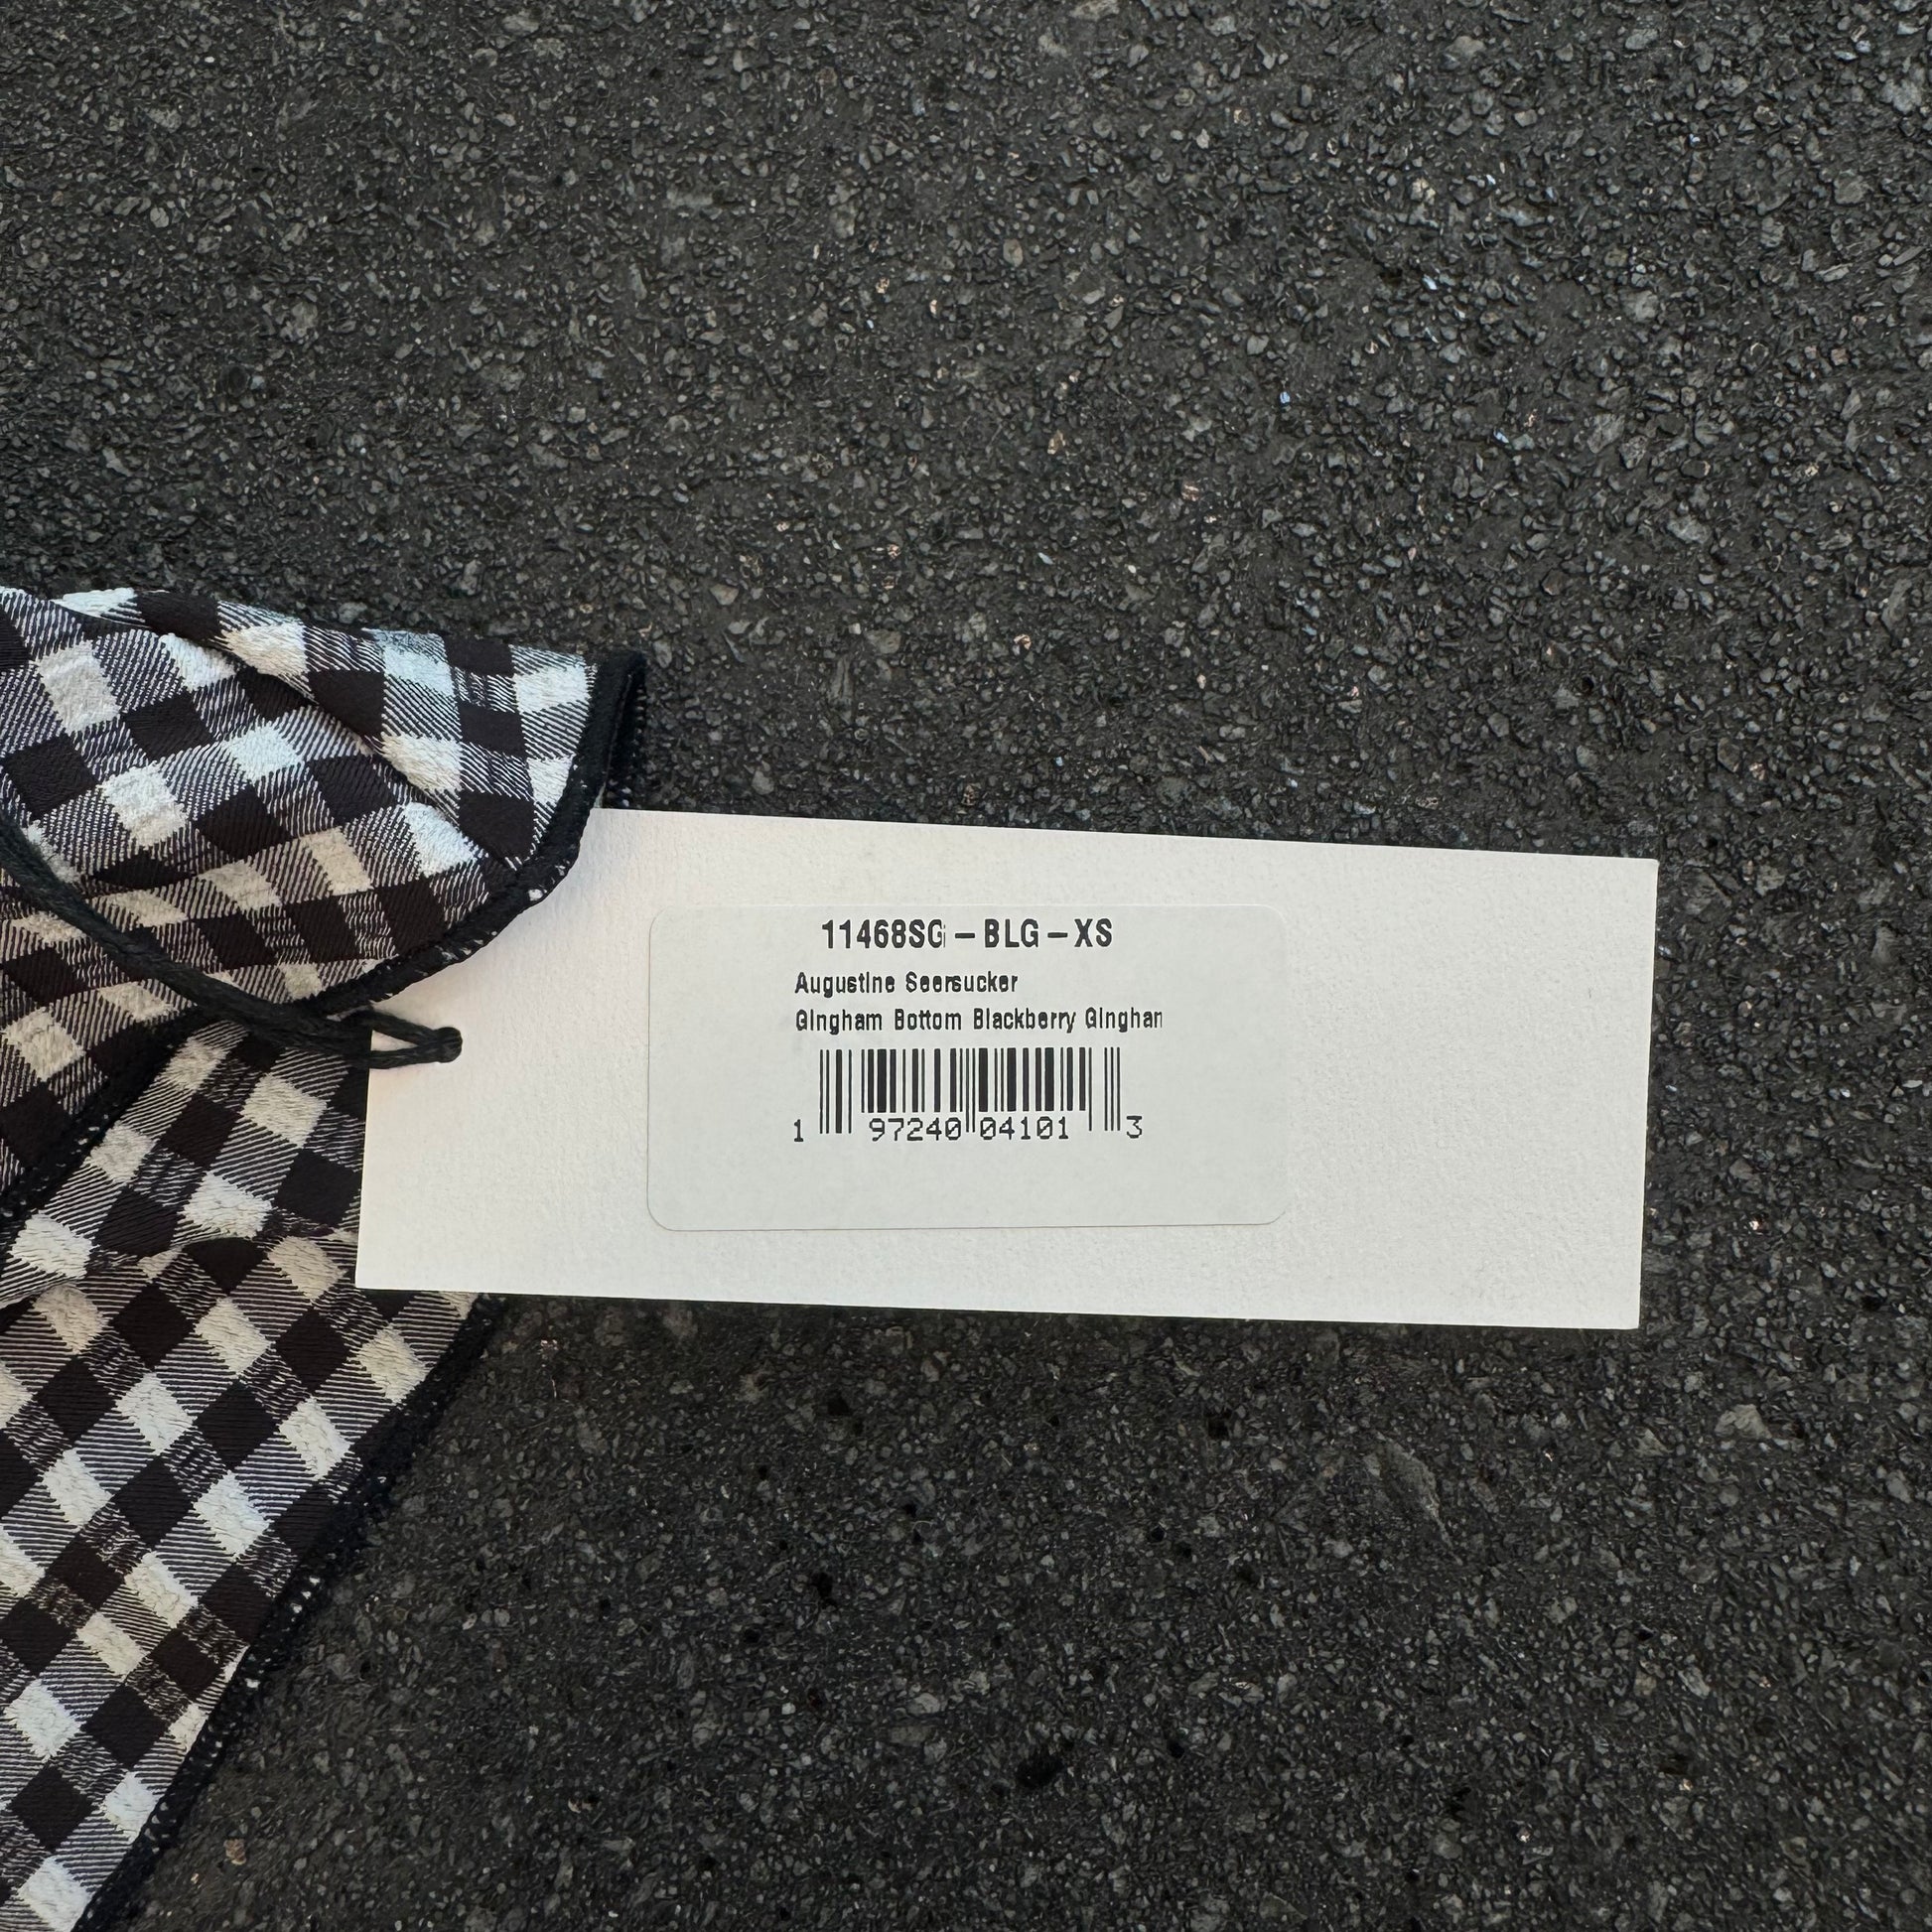 11468SG-BLG-XS
Augustine Seersucker
Gingham Bottom Blackberry Gingham
1 97240 04101 3